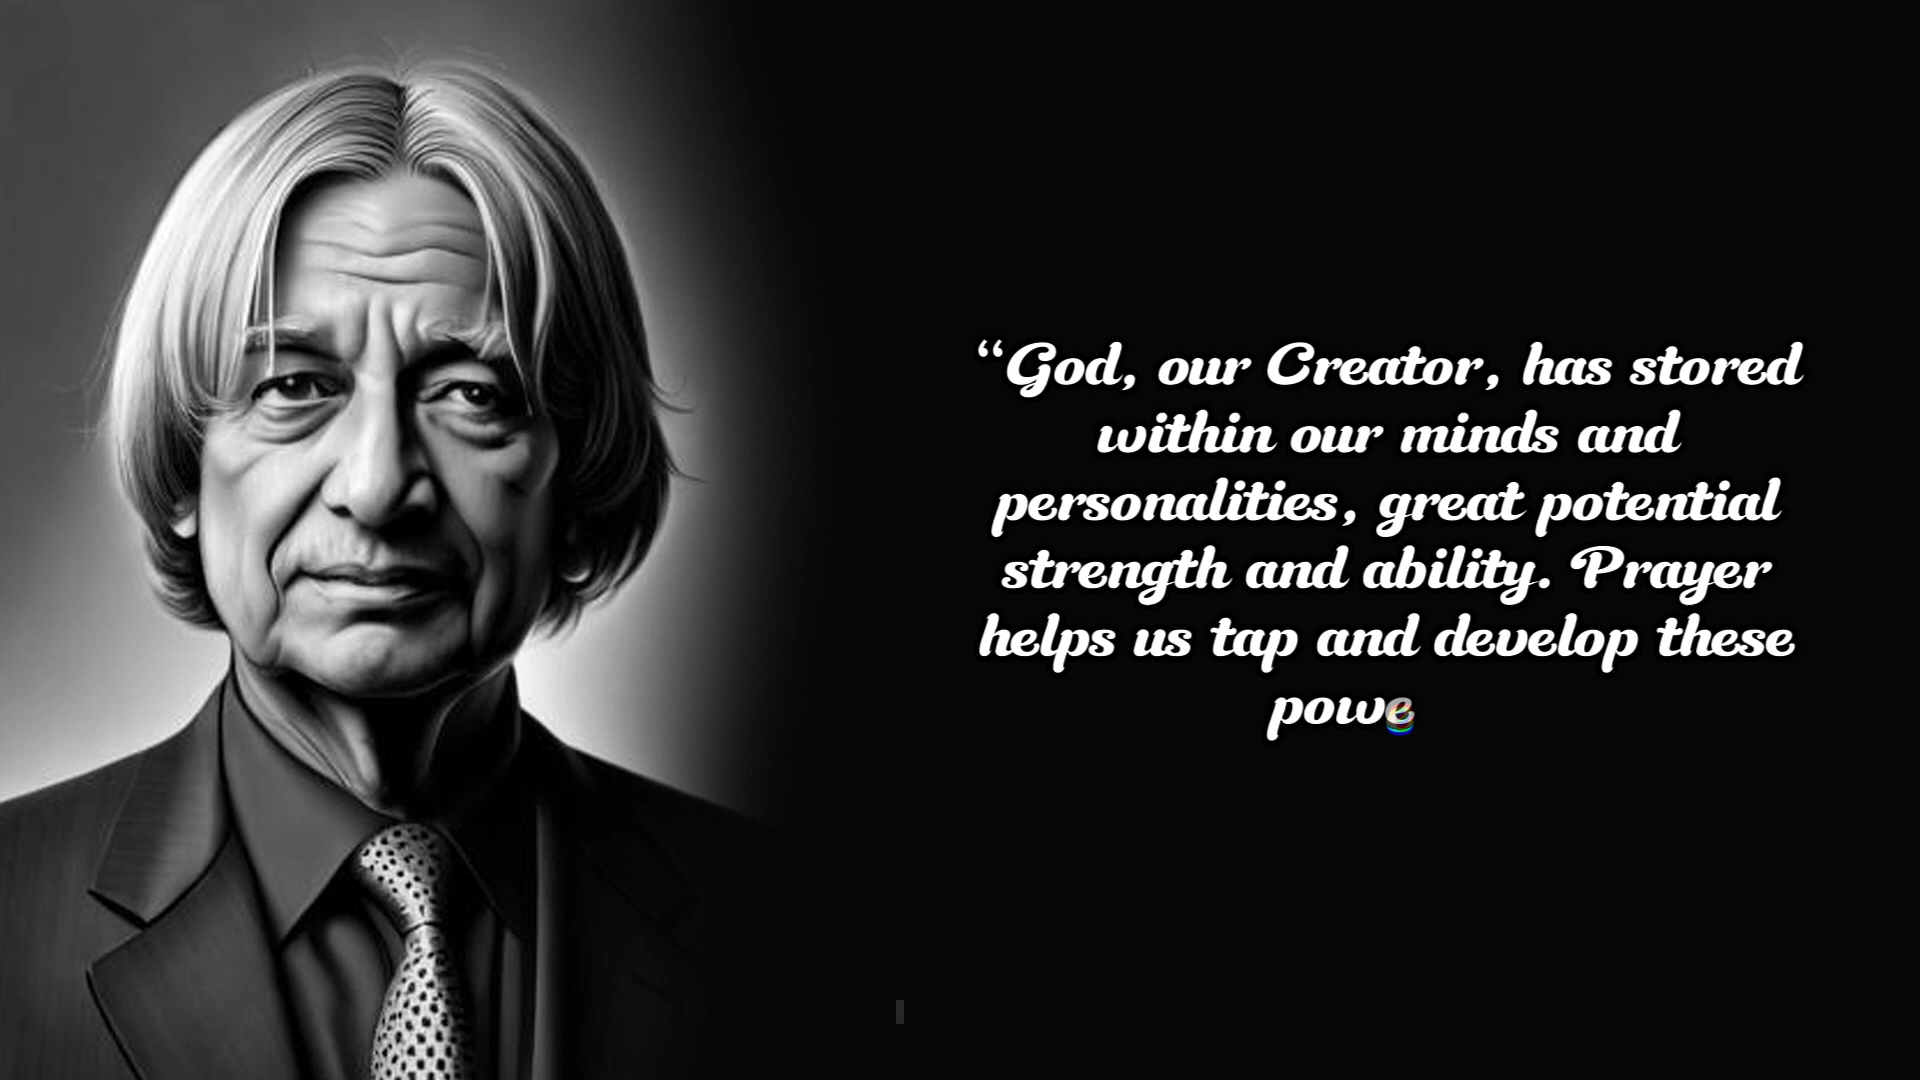 “God, our Creator, has stored
within our minds and
personalities, great potential
strength and ability. Prayer
helps us tap and develop these
powe